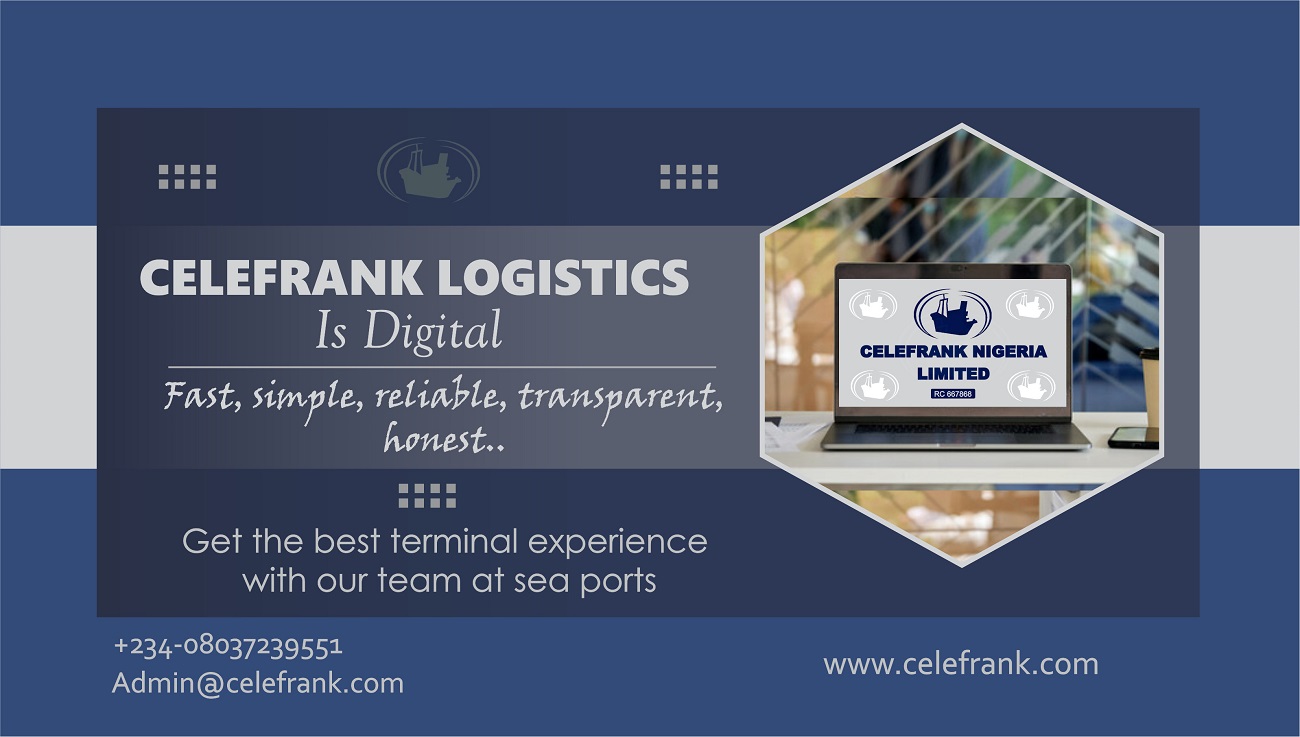 CELEFRANK LOGISTICS
Is Digital
Fast, simple, reliable, transparent,
honest..
Get the best terminal experience
with our team at sea ports
CELEFRANK NIGERIA
LIMITED
RC 667868
+234-08037239551
Admin@celefrank.com
www.celefrank.com